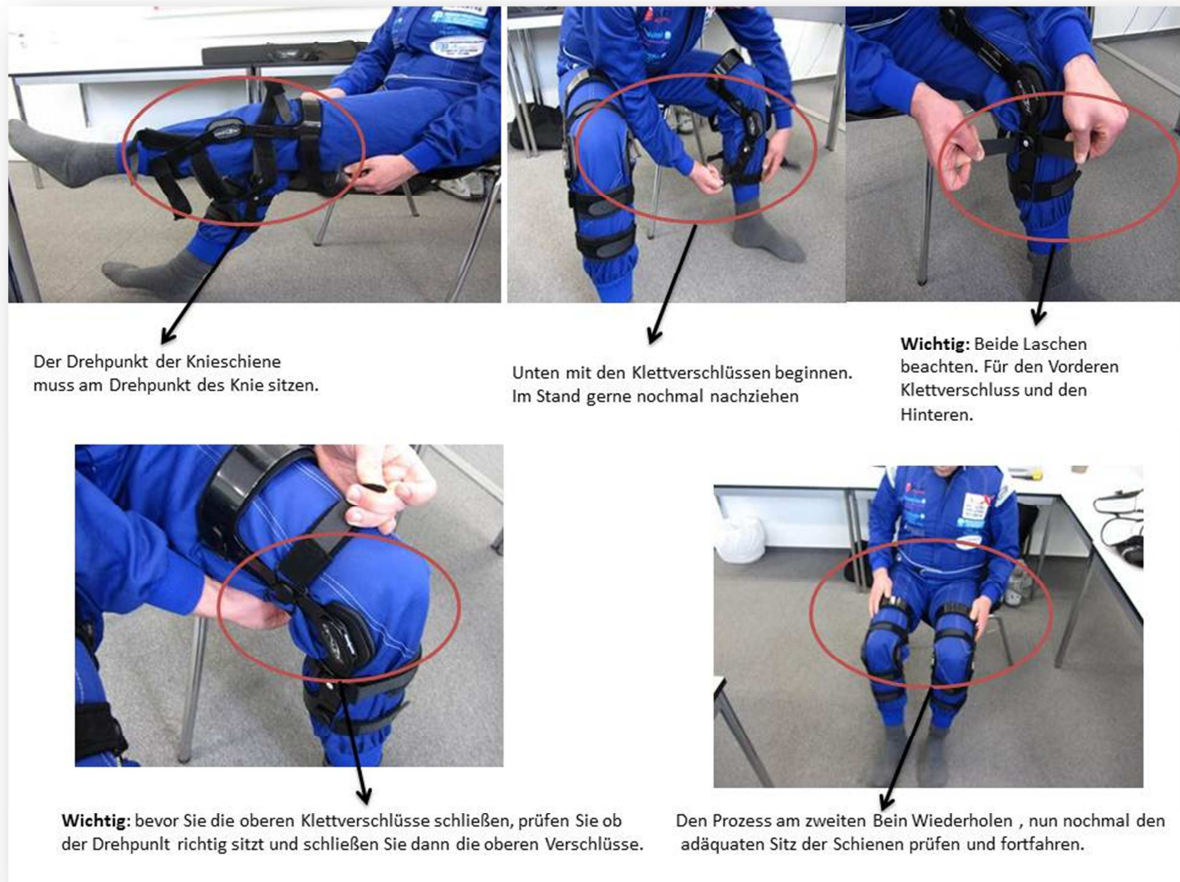 Der Drehpunkt der Knieschiene
muss am Drehpunkt des Knie sitzen.
Unten mit den Klettverschlüssen beginnen.
Im Stand gerne nochmal nachziehen
Wichtig: Beide Laschen
beachten. Für den Vorderen
Klettverschluss und den
Hinteren.
Wichtig: bevor Sie die oberen Klettverschlüsse schließen, prüfen Sie ob
der Drehpunlt richtig sitzt und schließen Sie dann die oberen Verschlüsse.
Den Prozess am zweiten Bein Wiederholen , nun nochmal den
adäquaten Sitz der Schienen prüfen und fortfahren.